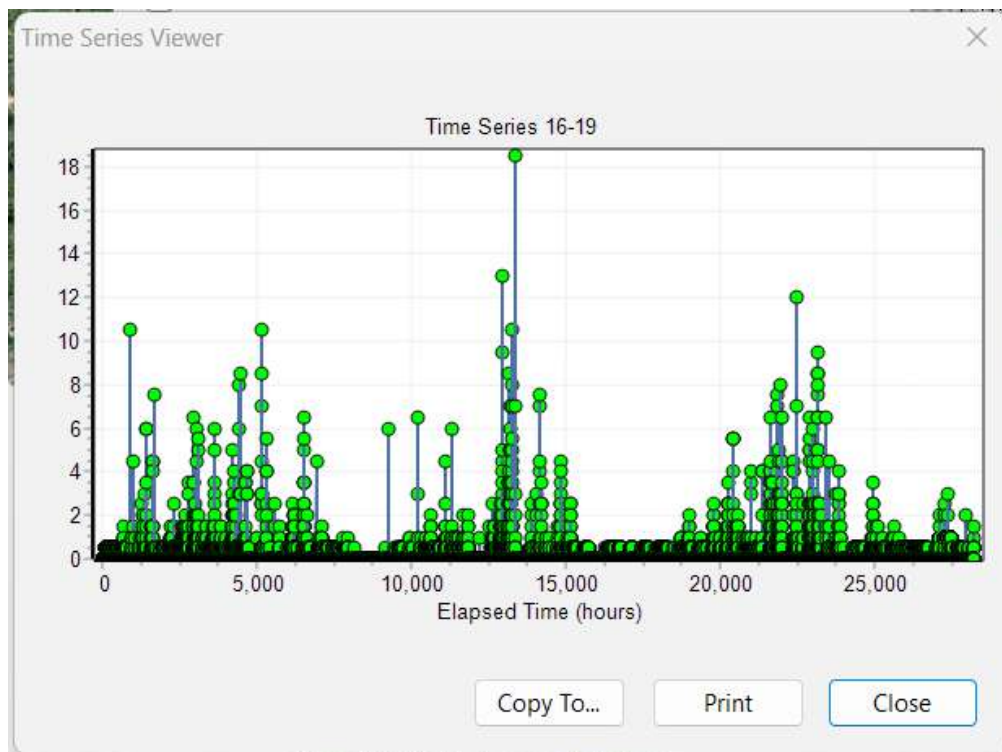 Time Series Viewer
Time Series 16-19
18
16
14
12
10
8
6
4
2
0
0 5,000 10,000 15,000 20,000 25,000
Elapsed Time (hours)
Copy To... Print Close